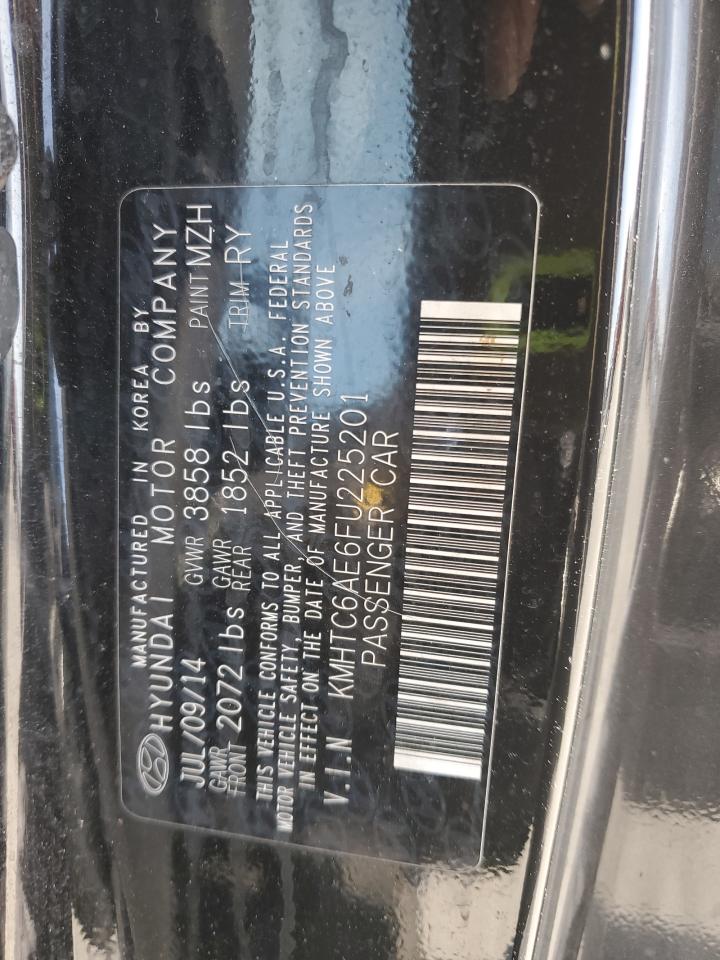 MANUFACTURED IN KOREA BY
HYUNDAI MOTOR COMPANY
JUL/09/14 GVWR 3858 lbs PAINT MZH
GAWR FRONT 2072 lbs GAWR REAR 1852 lbs TRIM RY
THIS VEHICLE CONFORMS TO ALL APPLICABLE U.S.A. FEDERAL
MOTOR VEHICLE SAFETY, BUMPER, AND THEFT PREVENTION STANDARDS
IN EFFECT ON THE DATE OF MANUFACTURE SHOWN ABOVE
V.I.N KMHTC6AE6FU225201
PASSENGER CAR